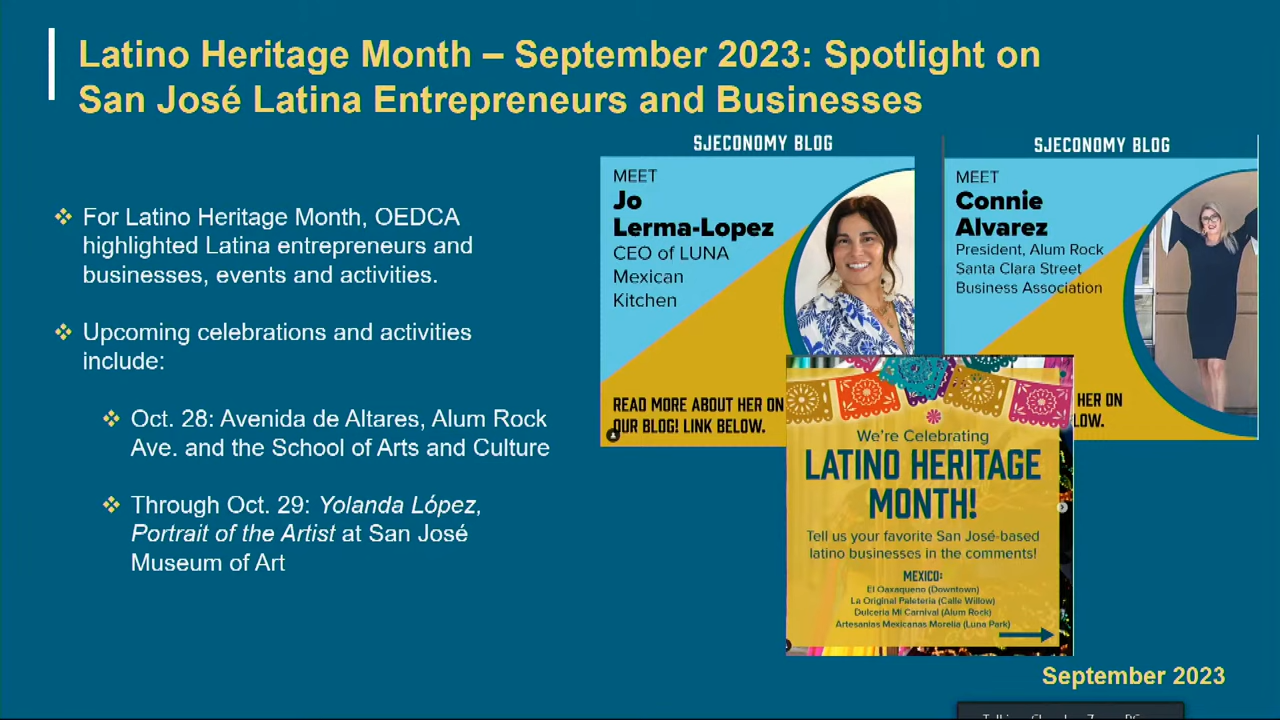 Latino Heritage Month – September 2023: Spotlight on
San José Latina Entrepreneurs and Businesses
❖ For Latino Heritage Month, OEDCA
highlighted Latina entrepreneurs and
businesses, events and activities.
❖ Upcoming celebrations and activities
include:
❖ Oct. 28: Avenida de Altares, Alum Rock
Ave. and the School of Arts and Culture
❖ Through Oct. 29: Yolanda López,
Portrait of the Artist at San José
Museum of Art
SJECONOMY BLOG
MEET
Jo
Lerma-Lopez
CEO of LUNA
Mexican
Kitchen
READ MORE ABOUT HER ON
OUR BLOG! LINK BELOW.
SJECONOMY BLOG
MEET
Connie
Alvarez
President, Alum Rock
Santa Clara Street
Business Association
HER ON
LOW.
We're Celebrating
LATINO HERITAGE
MONTH!
Tell us your favorite San José-based
latino businesses in the comments!
MEXICO:
El Oaxaqueno (Downtown)
La Original Paleteria (Calle Willow)
Dulceria Mi Carnival (Alum Rock)
Artesanias Mexicanas Morelia (Luna Park)
September 2023